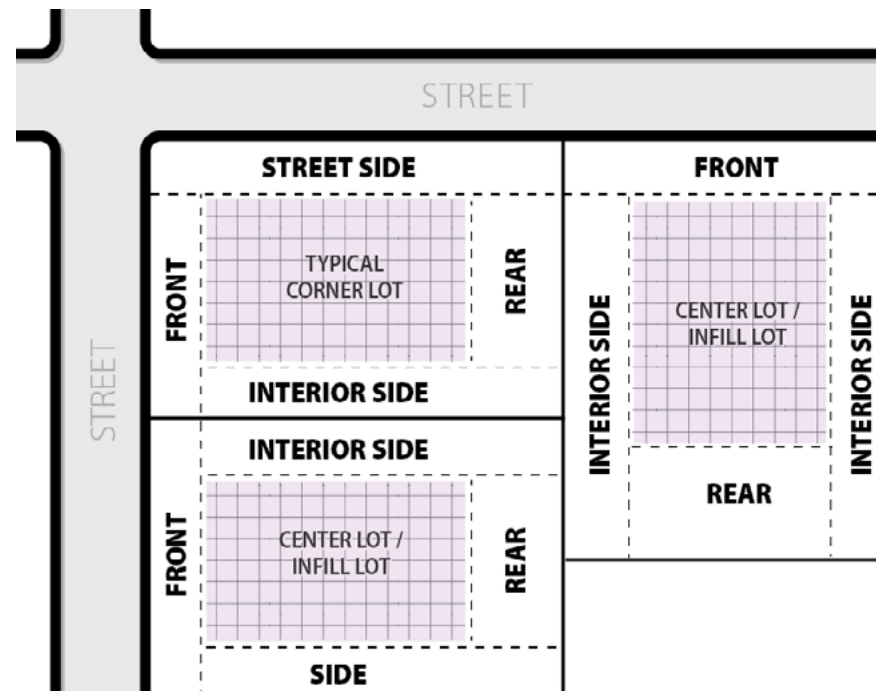 STREET
STREET SIDE
FRONT
FRONT
TYPICAL
CORNER LOT
REAR
INTERIOR SIDE
INTERIOR SIDE
CENTER LOT /
INFILL LOT
INTERIOR SIDE
REAR
STREET
INTERIOR SIDE
FRONT
CENTER LOT /
INFILL LOT
REAR
SIDE